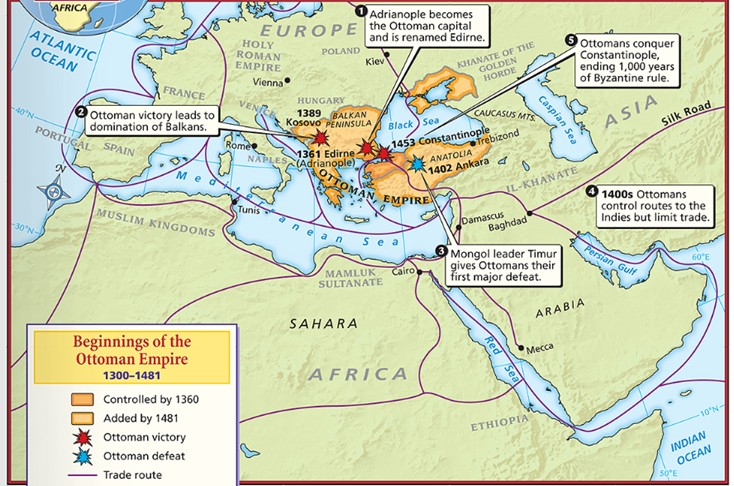 AFRICA
ATLANTIC
OCEAN
EUROPE
HOLY
ROMAN
EMPIRE
POLAND
Kiev
KHANATE OF THE
GOLDEN
HORDE
1 Adrianople becomes
the Ottoman capital
and is renamed Edirne.
5 Ottomans conquer
Constantinople,
ending 1,000 years
of Byzantine rule.
Vienna
FRANCE
HUNGARY
VENICE
2 Ottoman victory leads to
domination of Balkans.
1389
Kosovo
BALKAN
PENINSULA
Black Sea
CAUCASUS MTS.
Caspian Sea
ASIA
Silk Road
40°N
PORTUGAL
SPAIN
Rome
NAPLES
1361 Edirne
(Adrianople)
1453 Constantinople
Trebizond
ANATOLIA
1402 Ankara
OTTOMAN EMPIRE
IL-KHANATE
Mediterranean Sea
Tunis
MUSLIM KINGDOMS
30°N
Damascus
Baghdad
4 1400s Ottomans
control routes to the
Indies but limit trade.
3 Mongol leader Timur
gives Ottomans their
first major defeat.
Persian Gulf
60°E
50°E
MAMLUK
SULTANATE
Cairo
SAHARA
ARABIA
AFRICA
Red Sea
Mecca
ETHIOPIA
10°N
INDIAN
OCEAN
Beginnings of the
Ottoman Empire
1300–1481
Controlled by 1360
Added by 1481
Ottoman victory
Ottoman defeat
Trade route